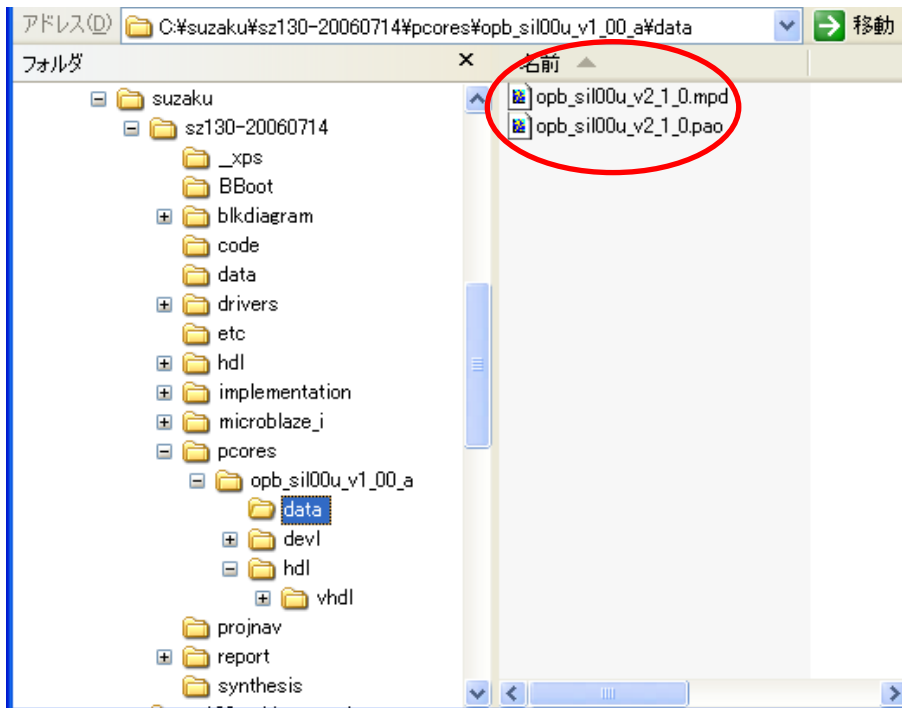 アドレス(D) C:¥suzaku¥sz130-20060714¥pcores¥opb_sil00u_v1_00_a¥data 移動
フォルダ
名前
opb_sil00u_v2_1_0.mpd
opb_sil00u_v2_1_0.pao
suzaku
sz130-20060714
_xps
BBoot
blkdiagram
code
data
drivers
etc
hdl
implementation
microblaze_i
pcores
opb_sil00u_v1_00_a
data
devl
hdl
vhdl
projnav
report
synthesis